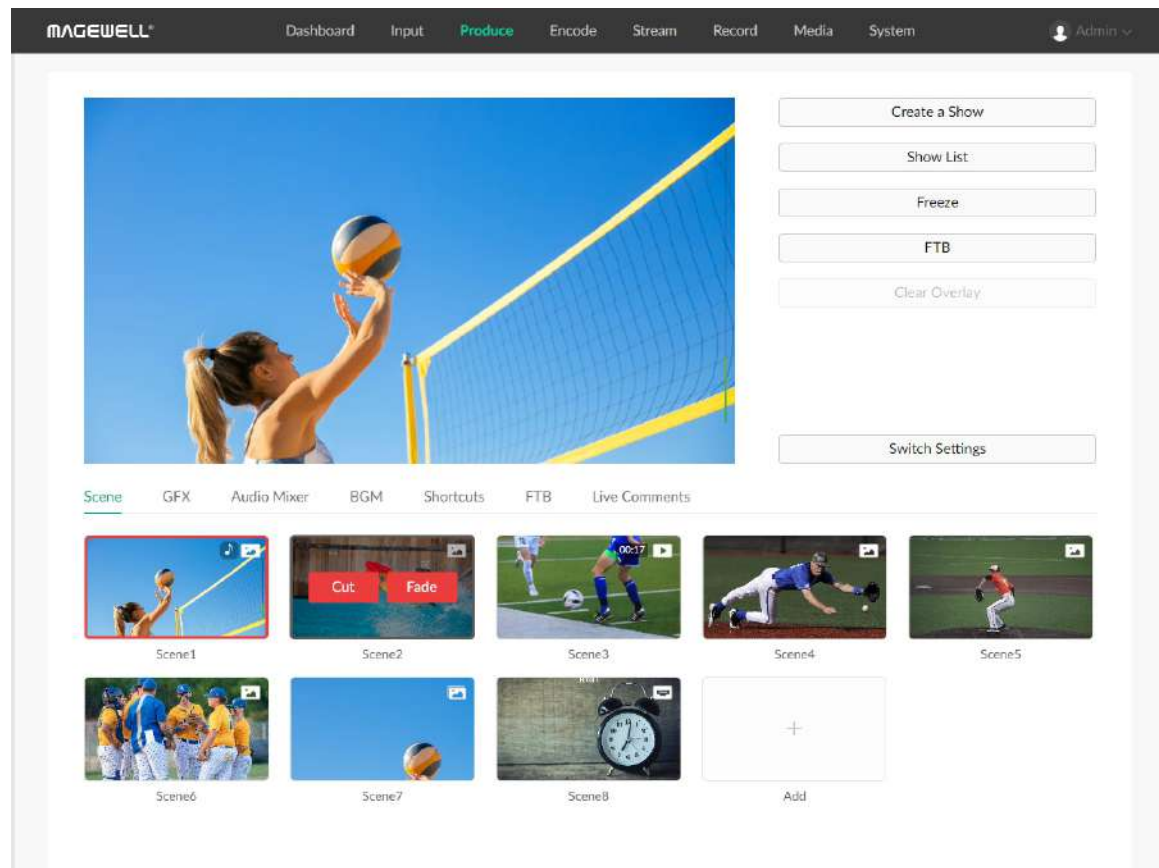 MAGEWELL®
Dashboard Input Produce Encode Stream Record Media System Admin
Create a Show
Show List
Freeze
FTB
Clear Overlay
Switch Settings
Scene GFX Audio Mixer BGM Shortcuts FTB Live Comments
Cut Fade
00:17
Scene1 Scene2 Scene3 Scene4 Scene5
Scene6 Scene7 Scene8 Add